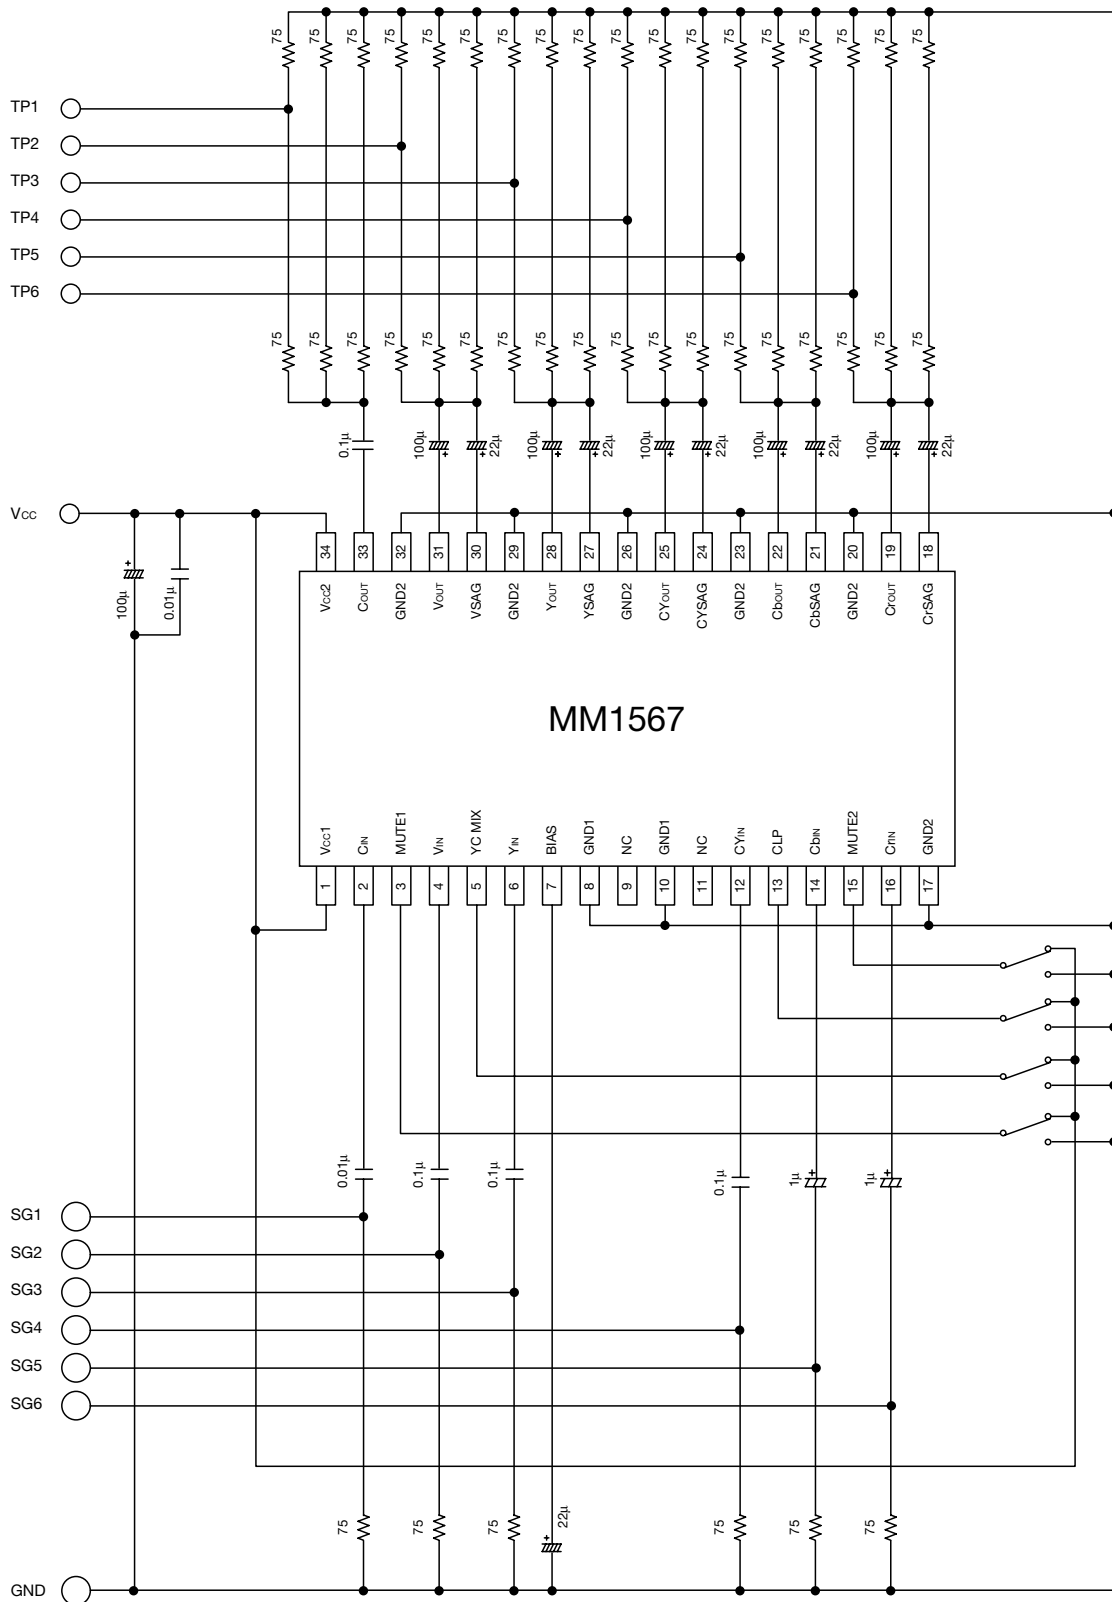 75 75 75 75 75 75 75 75 75 75 75 75 75 75 75 75 75 75
TP1
TP2
TP3
TP4
TP5
TP6
75 75 75 75 75 75 75 75 75 75 75 75 75 75 75 75 75 75
0.1μ 100μ 22μ 100μ 22μ 100μ 22μ 100μ 22μ 100μ 22μ
Vcc
34 33 32 31 30 29 28 27 26 25 24 23 22 21 20 19 18
100μ 0.01μ
Vcc2 COUT GND2 VOUT VSAG GND2 YOUT YSAG GND2 CYOUT CYSAG GND2 CbOUT CbSAG GND2 CrOUT CrSAG
MM1567
Vcc1 CIN MUTE1 VIN YC MIX YIN BIAS GND1 NC GND1 NC CYIN CLP CbIN MUTE2 CrIN GND2
1 2 3 4 5 6 7 8 9 10 11 12 13 14 15 16 17
0.01μ 0.1μ 0.1μ 0.1μ 1μ 1μ
SG1
SG2
SG3
SG4
SG5
SG6
75 75 75 22μ 75 75 75
GND